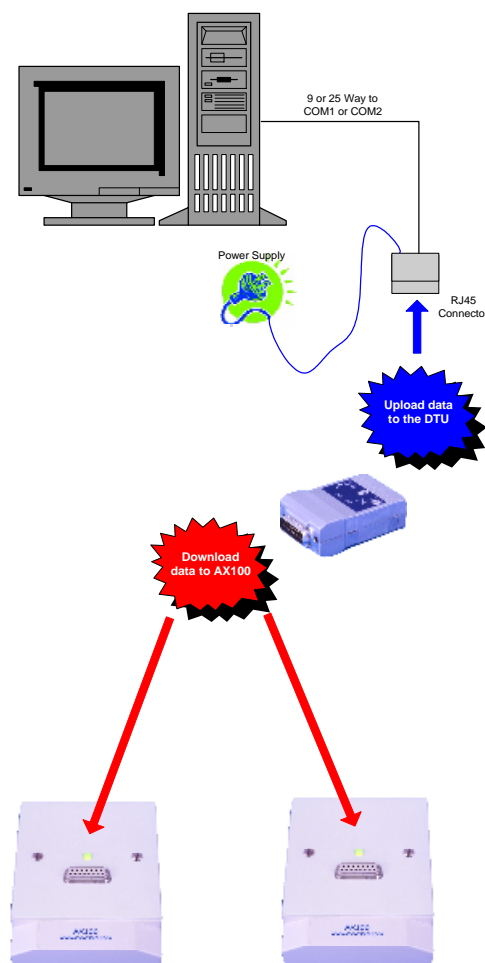 9 or 25 Way to
COM1 or COM2
Power Supply
RJ45
Connecto
Upload data
to the DTU
Download
data to AX100